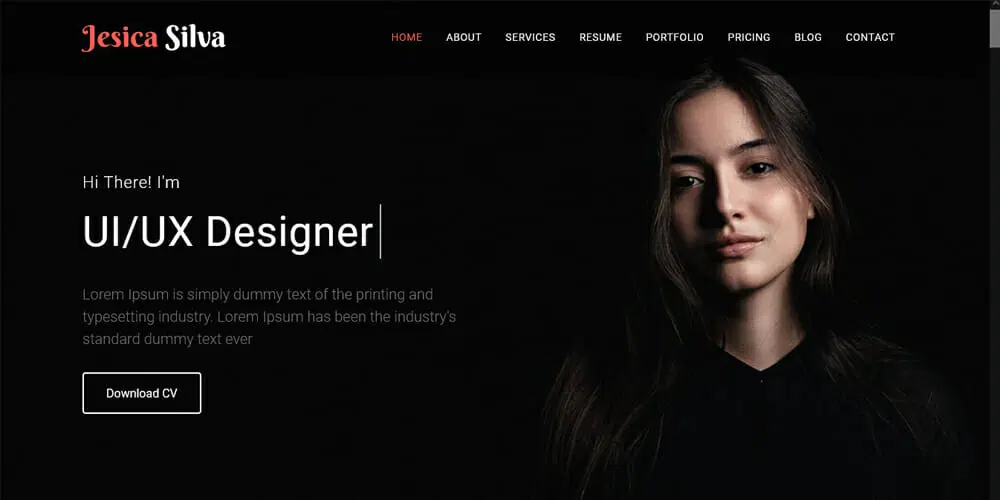 Jesica Silva
HOME ABOUT SERVICES RESUME PORTFOLIO PRICING BLOG CONTACT
Hi There! I'm
UI/UX Designer
Lorem Ipsum is simply dummy text of the printing and
typesetting industry. Lorem Ipsum has been the industry's
standard dummy text ever
Download CV